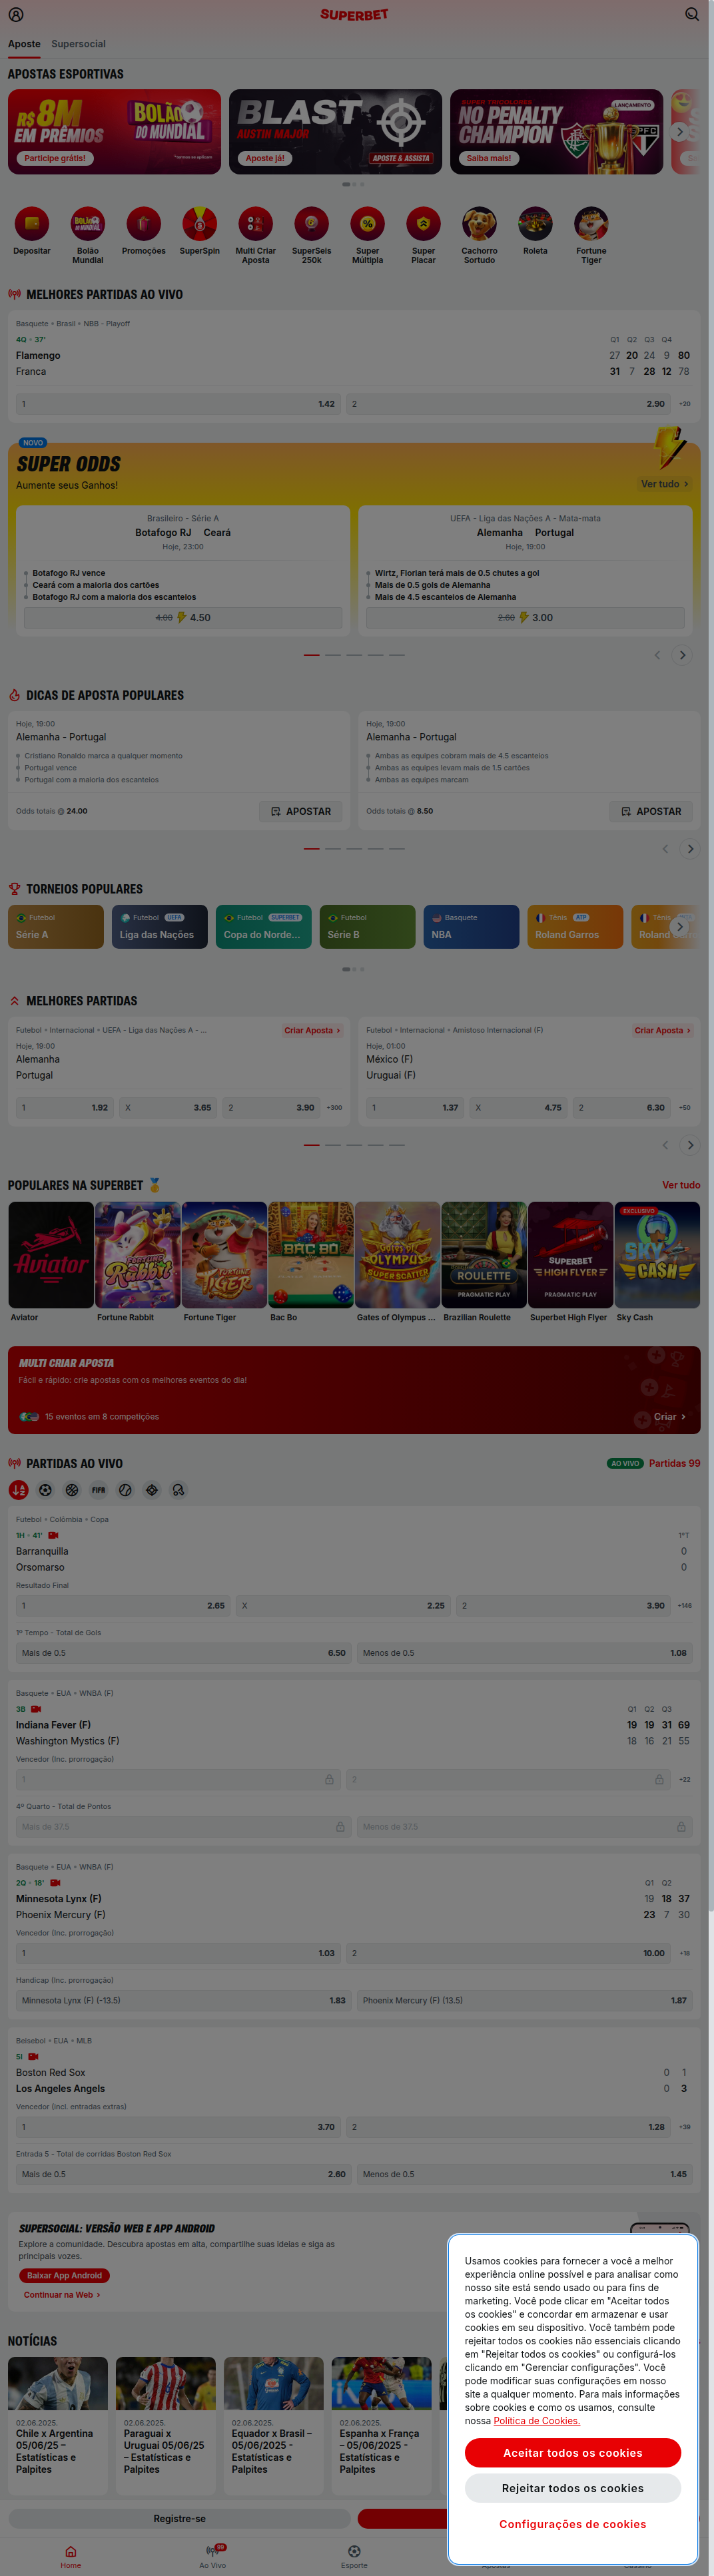 SUPERBET
Aposte Supersocial
APOSTAS ESPORTIVAS
R$8M
EM PRÊMIOS
BOLÃO
DO MUNDIAL
Participe grátis!
*termos se aplicam
BLAST
AUSTIN MAJOR
Aposte já!
APOSTE & ASSISTA
LANÇAMENTO
NO PENALTY
CHAMPION
Saiba mais!
SPFC
Depositar
Bolão
Mundial
Promoções
SuperSpin
Multi Criar
Aposta
SuperSeis
250k
Super
Múltipla
Super
Placar
Cachorro
Sortudo
Roleta
Fortune
Tiger
MELHORES PARTIDAS AO VIVO
Basquete • Brasil • NBB - Playoff
4Q • 37' Q1 Q2 Q3 Q4
Flamengo 27 20 24 9 80
Franca 31 7 28 12 78
1 1.42 2 2.90 +20
NOVO
SUPER ODDS
Aumente seus Ganhos!
Ver tudo
Brasileiro - Série A
Botafogo RJ Ceará
Hoje, 23:00
Botafogo RJ vence
Ceará com a maioria dos cartões
Botafogo RJ com a maioria dos escanteios
4.00 4.50
UEFA - Liga das Nações A - Mata-mata
Alemanha Portugal
Hoje, 19:00
Wirtz, Florian terá mais de 0.5 chutes a gol
Mais de 0.5 gols de Alemanha
Mais de 4.5 escanteios de Alemanha
2.60 3.00
DICAS DE APOSTA POPULARES
Hoje, 19:00
Alemanha - Portugal
Cristiano Ronaldo marca a qualquer momento
Portugal vence
Portugal com a maioria dos escanteios
Odds totais @ 24.00 APOSTAR
Hoje, 19:00
Alemanha - Portugal
Ambas as equipes cobram mais de 4.5 escanteios
Ambas as equipes levam mais de 1.5 cartões
Ambas as equipes marcam
Odds totais @ 8.50 APOSTAR
TORNEIOS POPULARES
Futebol
Série A
Futebol UEFA
Liga das Nações
Futebol SUPERBET
Copa do Norde...
Futebol
Série B
Basquete
NBA
Tênis ATP
Roland Garros
Tênis
MELHORES PARTIDAS
Futebol • Internacional • UEFA - Liga das Nações A - ... Criar Aposta
Hoje, 19:00
Alemanha
Portugal
1 1.92 X 3.65 2 3.90 +300
Futebol • Internacional • Amistoso Internacional (F) Criar Aposta
Hoje, 01:00
México (F)
Uruguai (F)
1 1.37 X 4.75 2 6.30 +50
POPULARES NA SUPERBET Ver tudo
Aviator
FORTUNE
Rabbit
FORTUNE
TIGER
BAC BO
Gates of
OLYMPUS
SUPER SCATTER
ROULETTE
PRAGMATIC PLAY
SUPERBET
HIGH FLYER
PRAGMATIC PLAY
EXCLUSIVO
SKY
CASH
Aviator
Fortune Rabbit
Fortune Tiger
Bac Bo
Gates of Olympus ...
Brazilian Roulette
Superbet High Flyer
Sky Cash
MULTI CRIAR APOSTA
Fácil e rápido: crie apostas com os melhores eventos do dia!
15 eventos em 8 competições Criar
PARTIDAS AO VIVO AO VIVO Partidas 99
FIFA
Futebol • Colômbia • Copa
1H • 41' 1ºT
Barranquilla 0
Orsomarso 0
Resultado Final
1 2.65 X 2.25 2 3.90 +146
1º Tempo - Total de Gols
Mais de 0.5 6.50 Menos de 0.5 1.08
Basquete • EUA • WNBA (F)
3B Q1 Q2 Q3
Indiana Fever (F) 19 19 31 69
Washington Mystics (F) 18 16 21 55
Vencedor (Inc. prorrogação)
1 2 +22
4º Quarto - Total de Pontos
Mais de 37.5 Menos de 37.5
Basquete • EUA • WNBA (F)
2Q • 18' Q1 Q2
Minnesota Lynx (F) 19 18 37
Phoenix Mercury (F) 23 7 30
Vencedor (Inc. prorrogação)
1 1.03 2 10.00 +18
Handicap (Inc. prorrogação)
Minnesota Lynx (F) (-13.5) 1.83 Phoenix Mercury (F) (13.5) 1.87
Beisebol • EUA • MLB
5I
Boston Red Sox 0 1
Los Angeles Angels 0 3
Vencedor (incl. entradas extras)
1 3.70 2 1.28 +39
Entrada 5 - Total de corridas Boston Red Sox
Mais de 0.5 2.60 Menos de 0.5 1.45
SUPERSOCIAL: VERSÃO WEB E APP ANDROID
Explore a comunidade. Descubra apostas em alta, compartilhe suas ideias e siga as
principais vozes.
Baixar App Android
Continuar na Web
NOTÍCIAS
02.06.2025.
Chile x Argentina
05/06/25 –
Estatísticas e
Palpites
02.06.2025.
Paraguai x
Uruguai 05/06/25
– Estatísticas e
Palpites
02.06.2025.
Equador x Brasil –
05/06/2025 -
Estatísticas e
Palpites
02.06.2025.
Espanha x França
– 05/06/2025 -
Estatísticas e
Palpites
Registre-se
Home
99
Ao Vivo
Esporte
Usamos cookies para fornecer a você a melhor
experiência online possível e para analisar como
nosso site está sendo usado ou para fins de
marketing. Você pode clicar em "Aceitar todos
os cookies" e concordar em armazenar e usar
cookies em seu dispositivo. Você também pode
rejeitar todos os cookies não essenciais clicando
em "Rejeitar todos os cookies" ou configurá-los
clicando em "Gerenciar configurações". Você
pode modificar suas configurações em nosso
site a qualquer momento. Para mais informações
sobre cookies e como os usamos, consulte
nossa Política de Cookies.
Aceitar todos os cookies
Rejeitar todos os cookies
Configurações de cookies